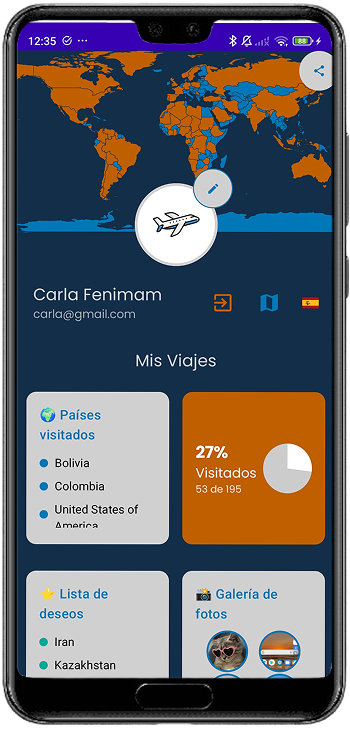 12:35
88
Carla Fenimam
carla@gmail.com
Mis Viajes
Países
visitados
Bolivia
Colombia
United States of
America
27%
Visitados
53 de 195
Lista de
deseos
Iran
Kazakhstan
Galería de
fotos